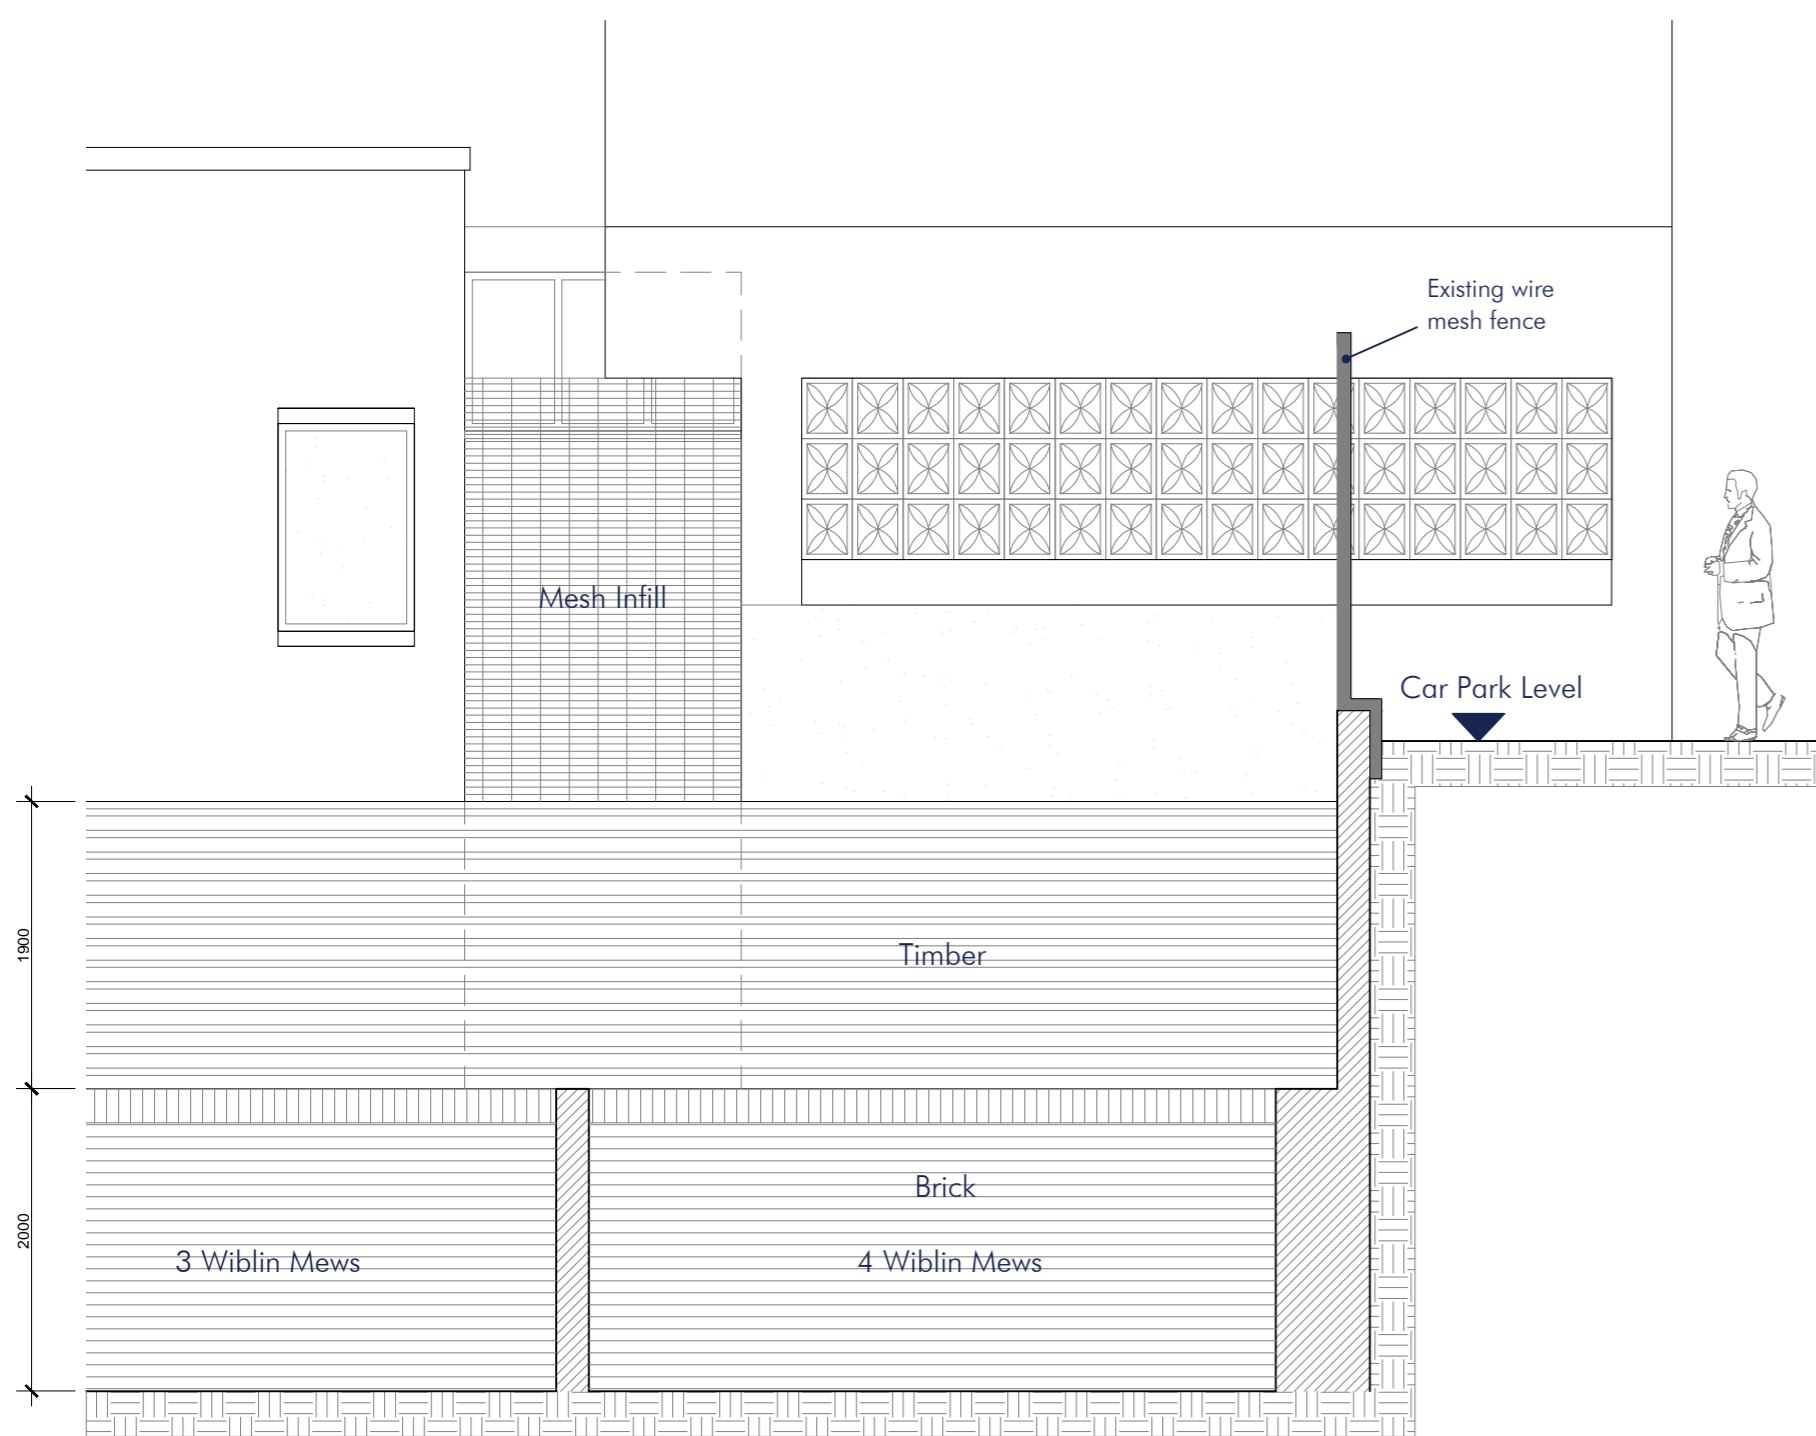 Existing wire
mesh fence
Mesh Infill
Car Park Level
1900
Timber
Brick
2000
3 Wiblin Mews
4 Wiblin Mews